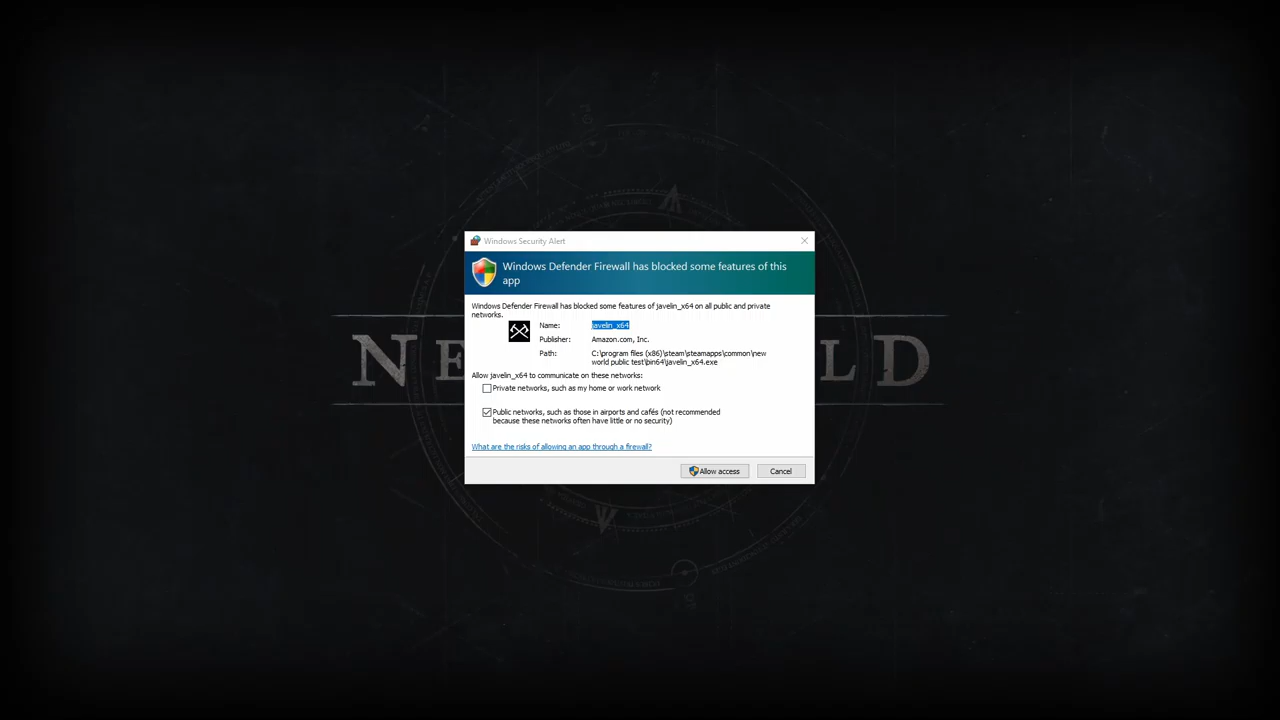 Windows Security Alert
Windows Defender Firewall has blocked some features of this
app
Windows Defender Firewall has blocked some features of javelin_x64 on all public and private
networks.
Name: javelin_x64
Publisher: Amazon.com, Inc.
Path: C:\program files (x86)\steam\steamapps\common\new
world public test\bin64\javelin_x64.exe
Allow javelin_x64 to communicate on these networks:
Private networks, such as my home or work network
Public networks, such as those in airports and cafés (not recommended
because these networks often have little or no security)
What are the risks of allowing an app through a firewall?
Allow access Cancel